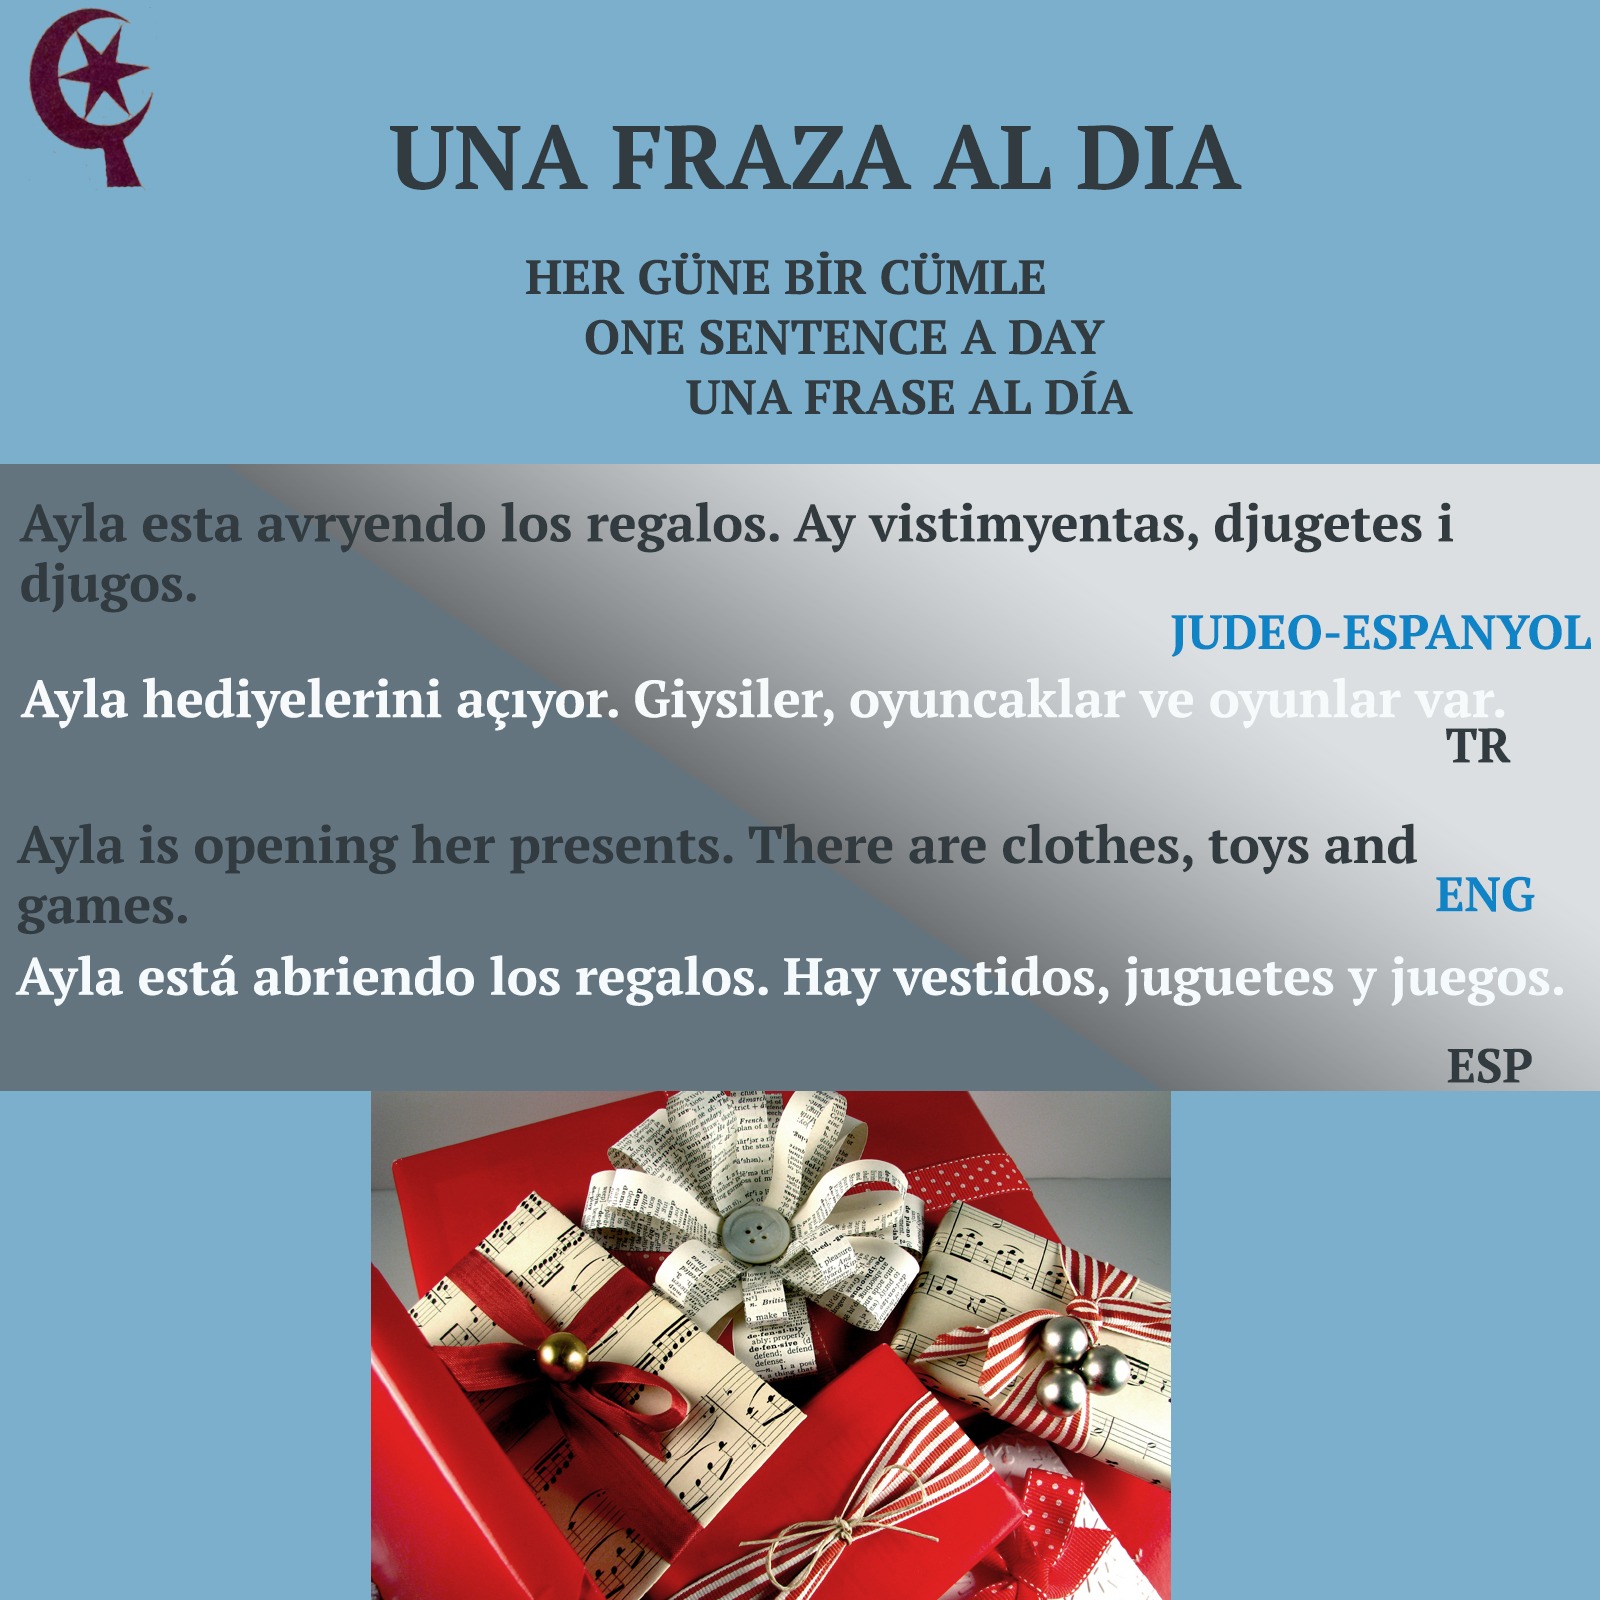 UNA FRAZA AL DIA
HER GÜNE BİR CÜMLE
ONE SENTENCE A DAY
UNA FRASE AL DÍA
Ayla esta avryendo los regalos. Ay vistimyentas, djugetes i
djugos.
JUDEO-ESPANYOL
Ayla hediyelerini açıyor. Giysiler, oyuncaklar ve oyunlar var.
TR
Ayla is opening her presents. There are clothes, toys and
games.
ENG
Ayla está abriendo los regalos. Hay vestidos, juguetes y juegos.
ESP